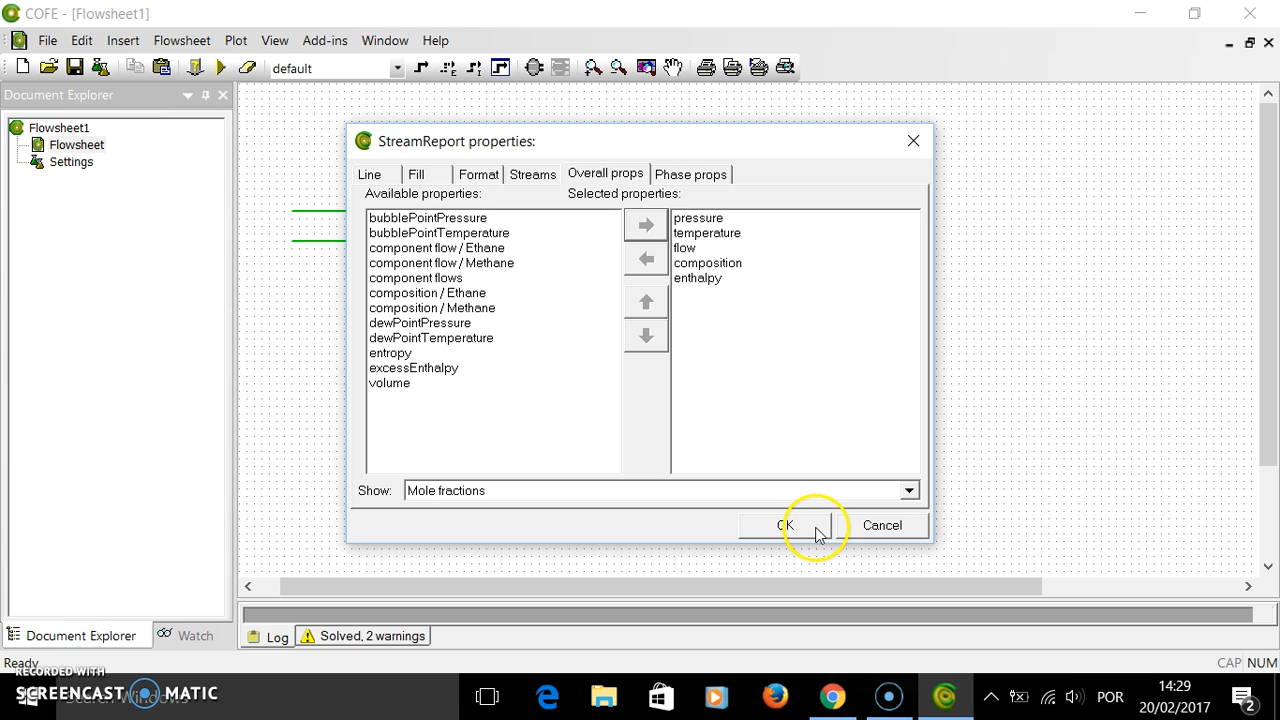 COFE - [Flowsheet1]
File Edit Insert Flowsheet Plot View Add-ins Window Help
default
Document Explorer
Flowsheet1
Flowsheet
Settings
StreamReport properties:
Line Fill Format Streams Overall props Phase props
Available properties: Selected properties:
bubblePointPressure
bubblePointTemperature
component flow / Ethane
component flow / Methane
component flows
composition / Ethane
composition / Methane
dewPointPressure
dewPointTemperature
entropy
excessEnthalpy
volume
pressure
temperature
flow
composition
enthalpy
Show: Mole fractions
OK Cancel
Document Explorer Watch
Log Solved, 2 warnings
Ready
CAP NUM
RECORDED WITH
SCREENCAST MATIC
Search Windows
POR
14:29
20/02/2017
2